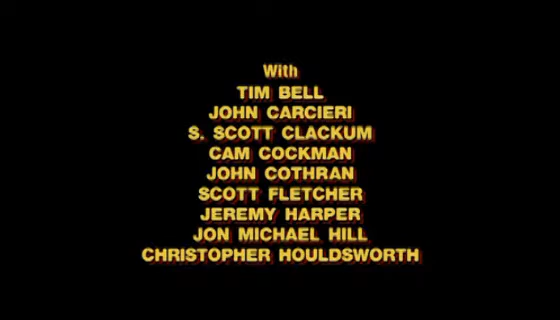 With
TIM BELL
JOHN CARCIERI
S. SCOTT CLACKUM
CAM COCKMAN
JOHN COTHRAN
SCOTT FLETCHER
JEREMY HARPER
JON MICHAEL HILL
CHRISTOPHER HOULDSWORTH